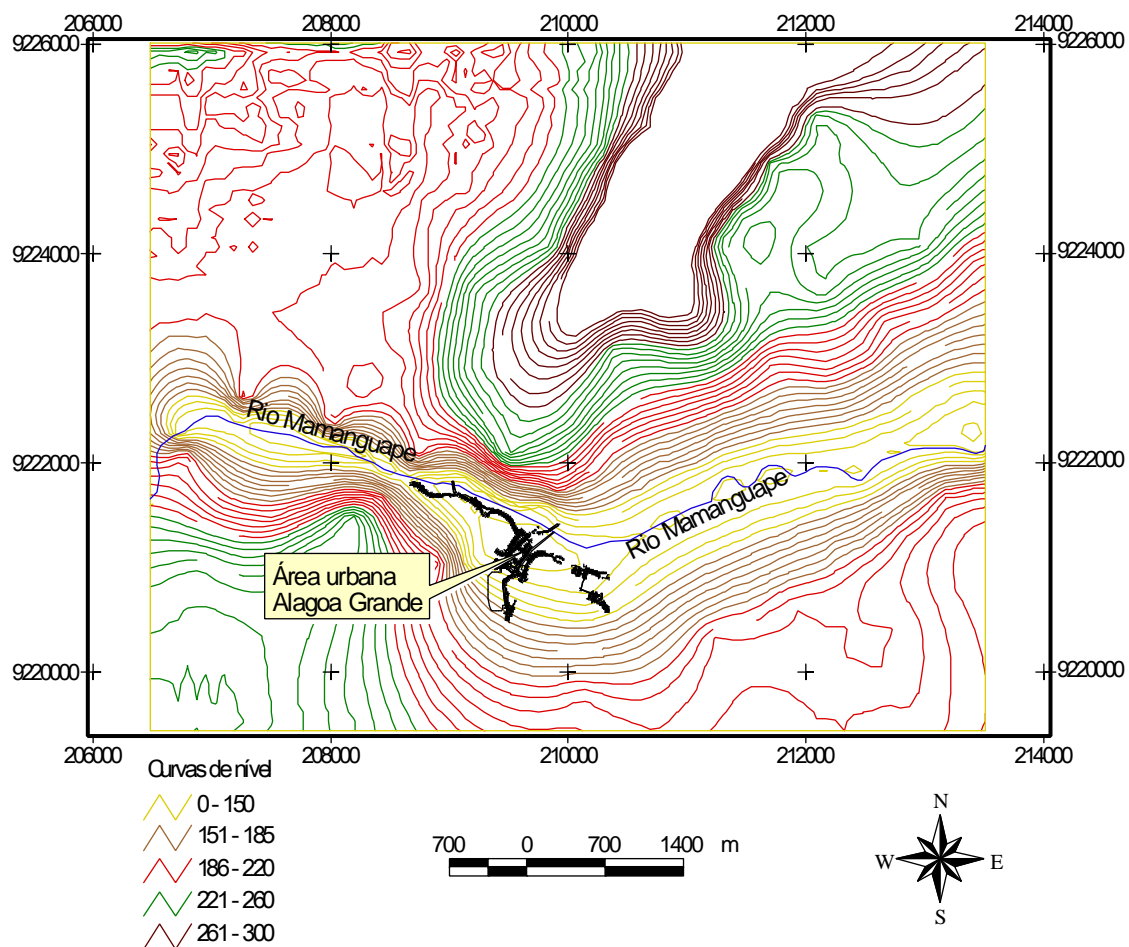 206000 208000 210000 212000 214000
9226000 9226000
9224000 9224000
9222000 9222000
9220000 9220000
Rio Mamanguape
Rio Mamanguape
Área urbana
Alagoa Grande
206000 208000 210000 212000 214000
Curvas de nível
0 - 150
151 - 185
186 - 220
221 - 260
261 - 300
700 0 700 1400 m
N
W E
S